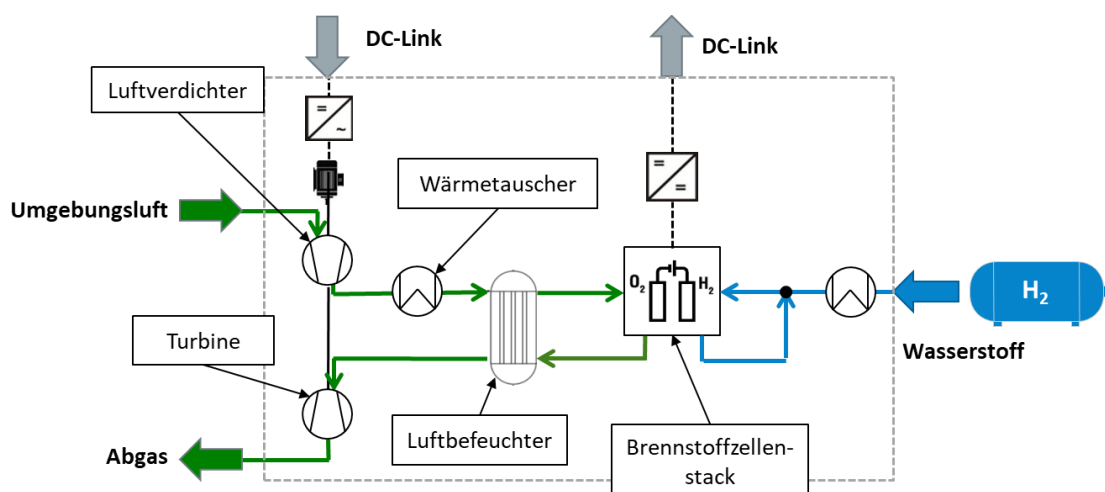 DC-Link
DC-Link
Luftverdichter
=
~
Wärmetauscher
=
=
Umgebungsluft
O2
H2
H2
Turbine
Wasserstoff
Luftbefeuchter
Brennstoffzellen-
stack
Abgas